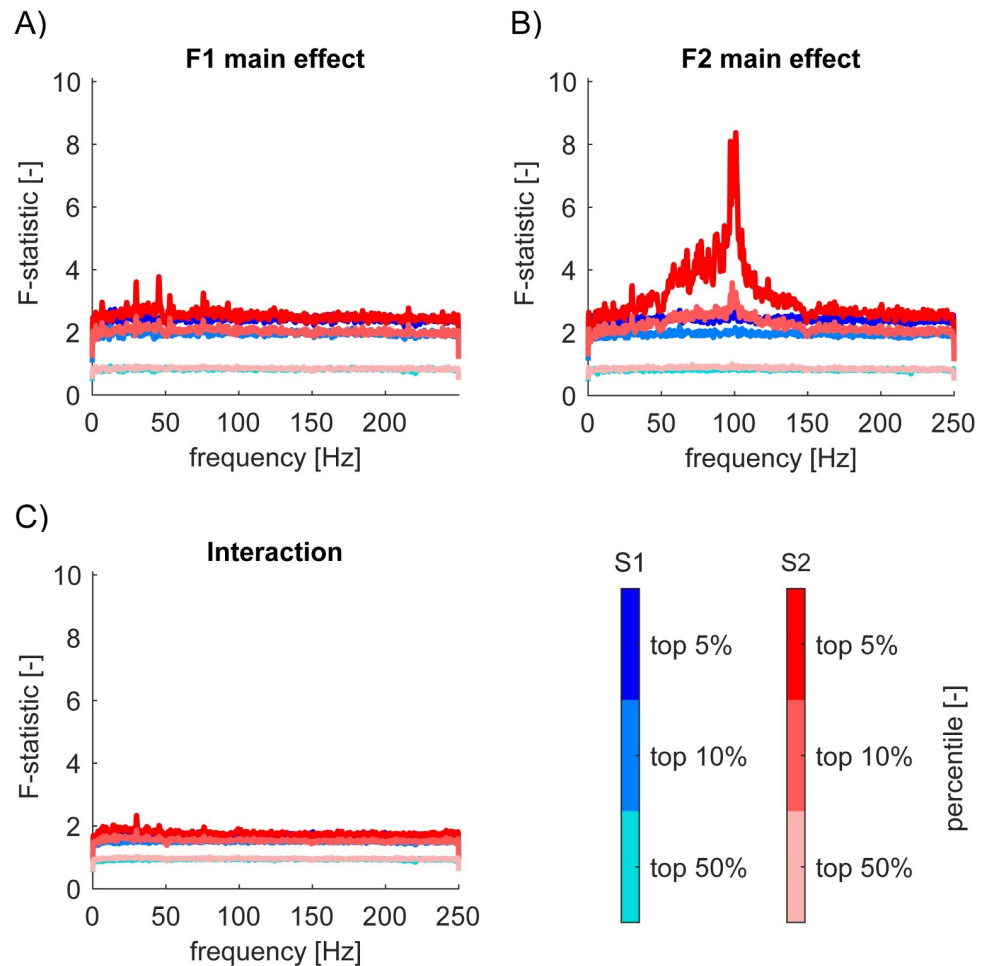 A)
F1 main effect
10
8
6
4
2
0
F-statistic [-]
0 50 100 150 200
frequency [Hz]
B)
F2 main effect
10
8
6
4
2
0
F-statistic [-]
0 50 100 150 200 250
frequency [Hz]
C)
Interaction
10
8
6
4
2
0
F-statistic [-]
0 50 100 150 200 250
frequency [Hz]
S1
top 5%
top 10%
top 50%
S2
top 5%
top 10%
top 50%
percentile [-]